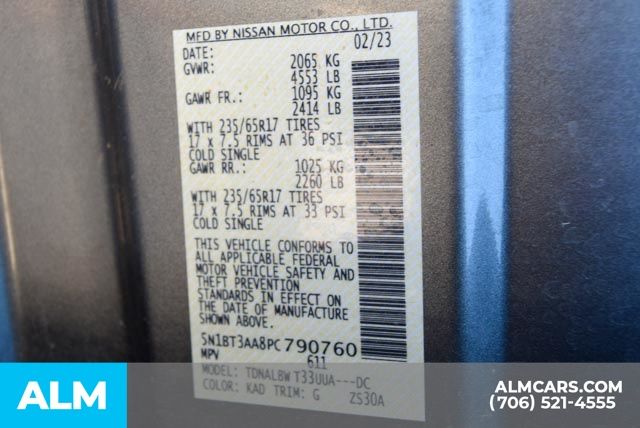 MFD BY NISSAN MOTOR CO., LTD.
DATE: 02/23
GVWR: 2065 KG
4553 LB
GAWR FR.: 1095 KG
2414 LB
WITH 235/65R17 TIRES
17 x 7.5 RIMS AT 36 PSI
COLD SINGLE
GAWR RR.: 1025 KG
2260 LB
WITH 235/65R17 TIRES
17 x 7.5 RIMS AT 33 PSI
COLD SINGLE
THIS VEHICLE CONFORMS TO
ALL APPLICABLE FEDERAL
MOTOR VEHICLE SAFETY AND
THEFT PREVENTION
STANDARDS IN EFFECT ON
THE DATE OF MANUFACTURE
SHOWN ABOVE.
5N1BT3AA8PC790760
MPV 611
MODEL: TDNALBW T33UUA---DC
COLOR: KAD TRIM: G ZS30A
ALM
ALMCARS.COM
(706) 521-4555